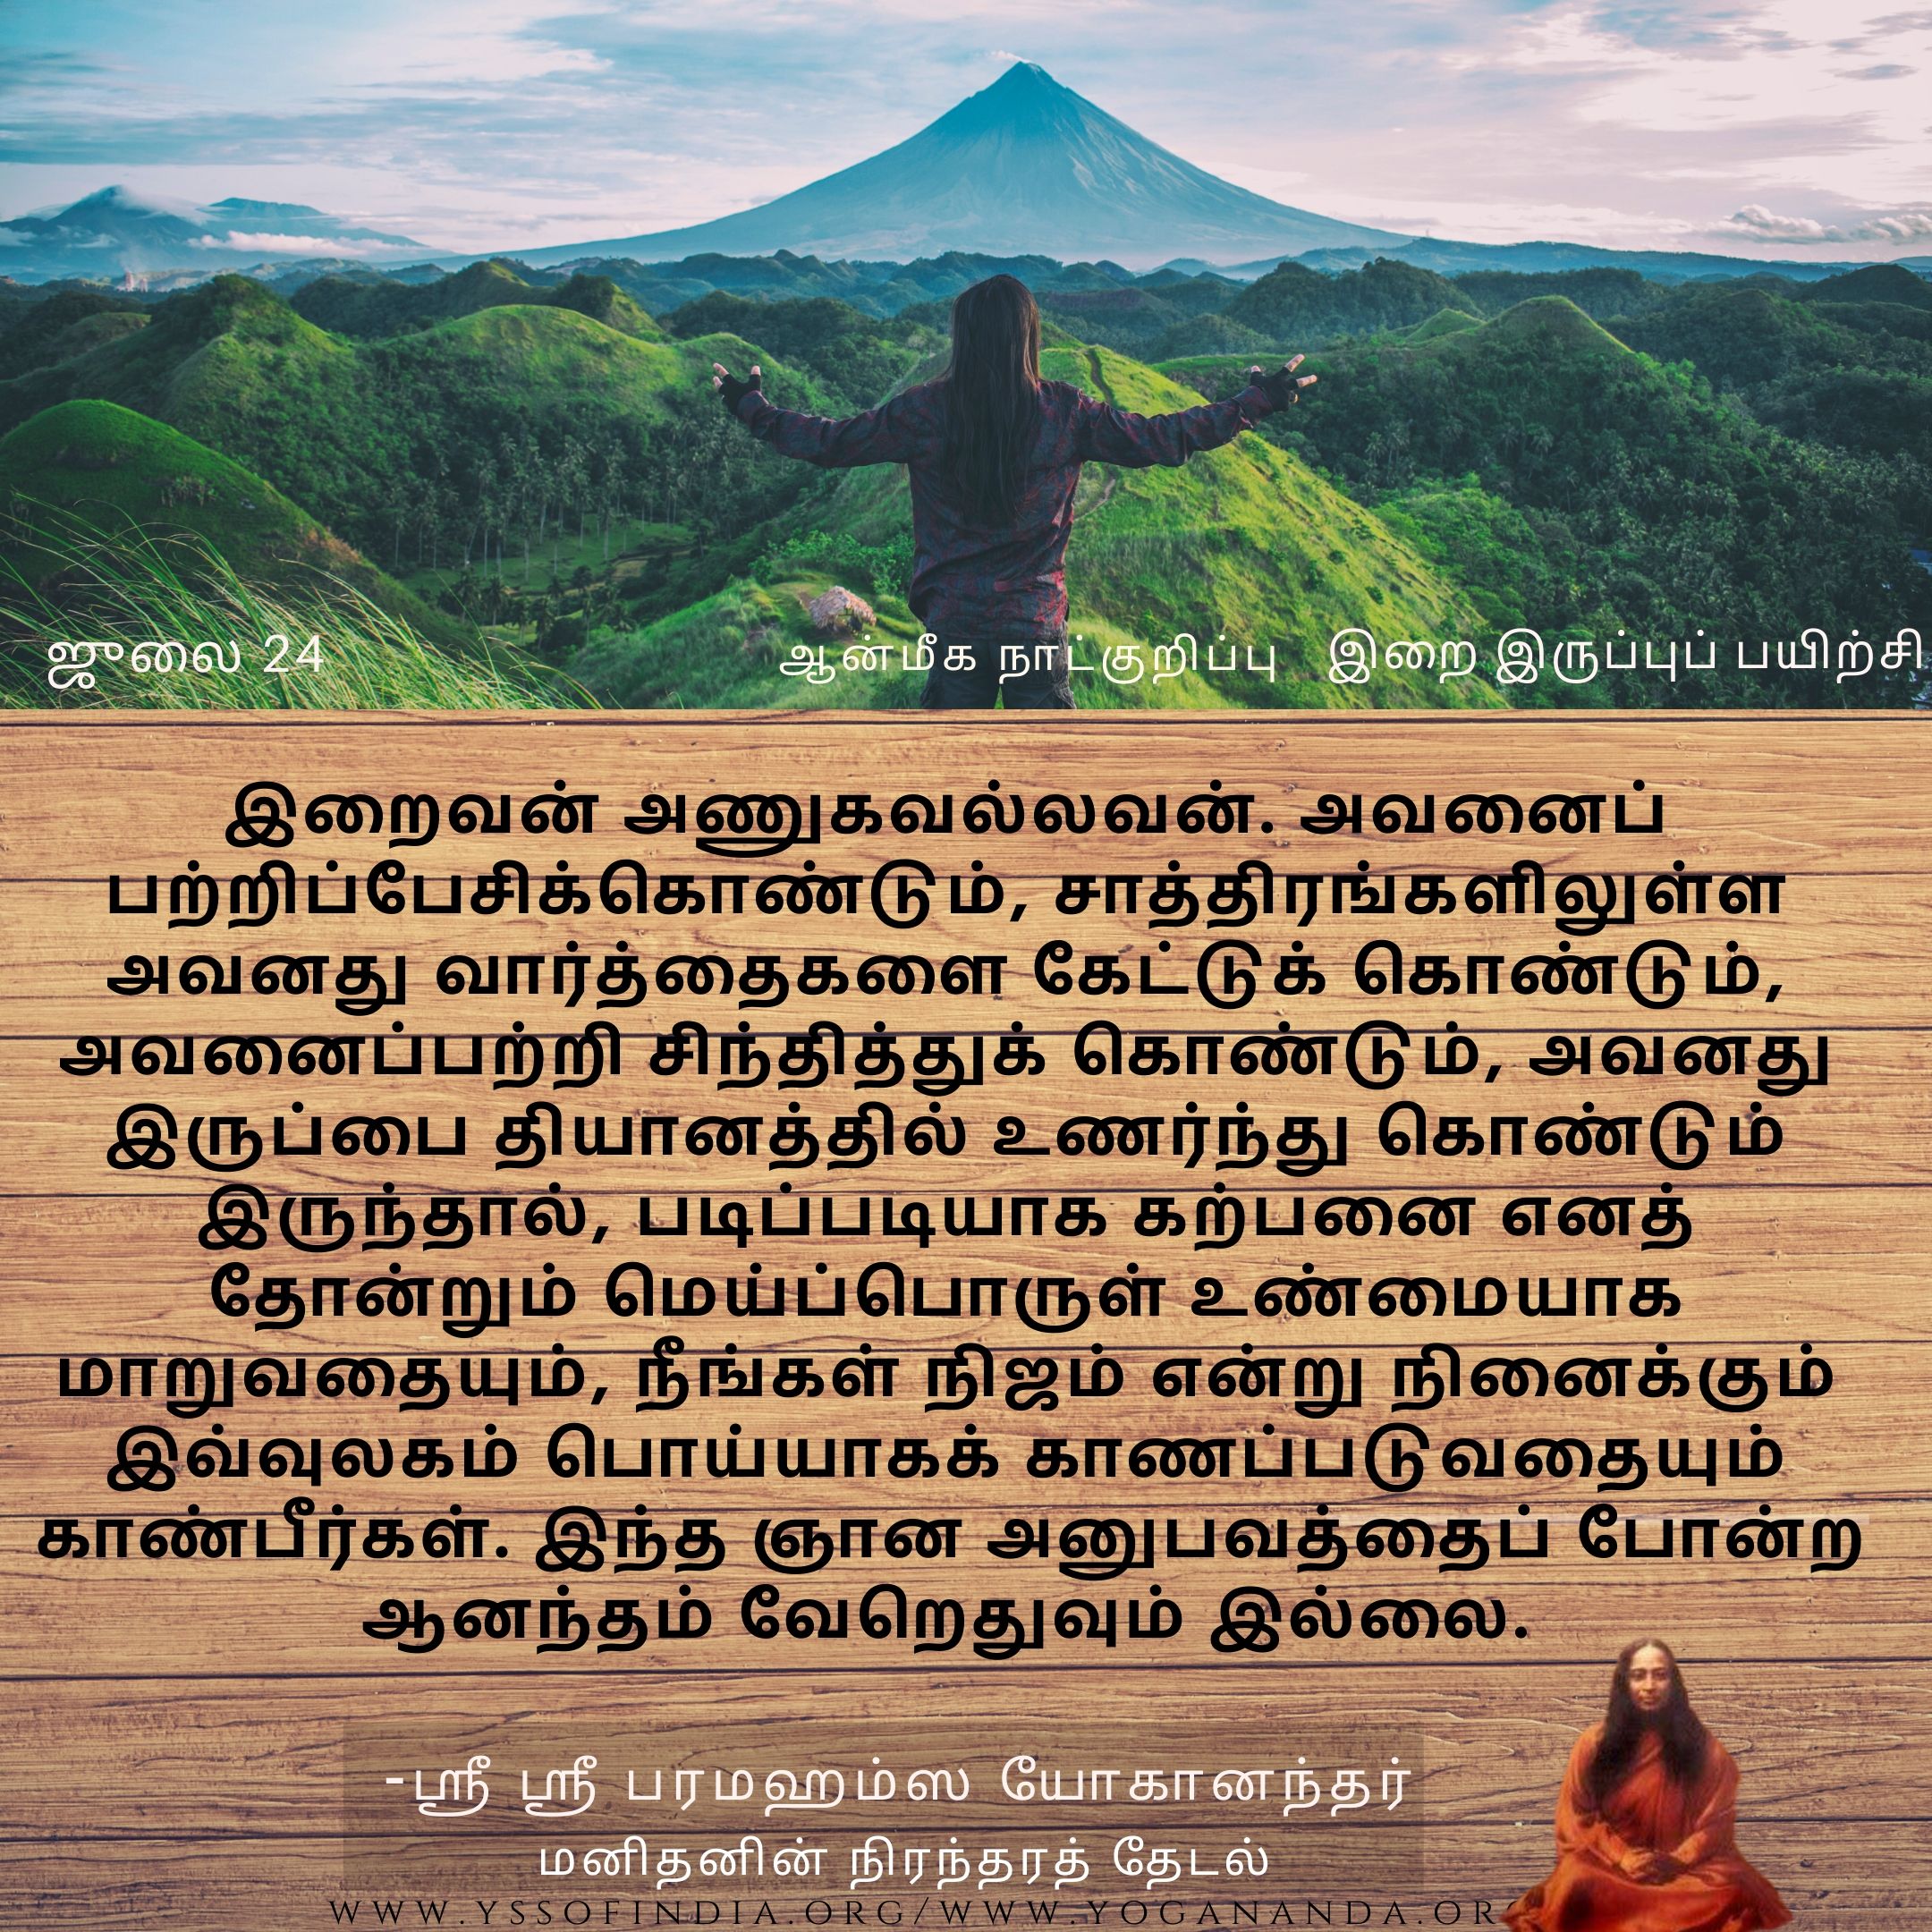 ஜுலை 24 ஆன்மீக நாட்குறிப்பு இறை இருப்புப் பயிற்சி
இறைவன் அணுகவல்லவன். அவனைப்
பற்றிப்பேசிக்கொண்டும், சாத்திரங்களிலுள்ள
அவனது வார்த்தைகளை கேட்டுக் கொண்டும்,
அவனைப்பற்றி சிந்தித்துக் கொண்டும், அவனது
இருப்பை தியானத்தில் உணர்ந்து கொண்டும்
இருந்தால், படிப்படியாக கற்பனை எனத்
தோன்றும் மெய்ப்பொருள் உண்மையாக
மாறுவதையும், நீங்கள் நிஜம் என்று நினைக்கும்
இவ்வுலகம் பொய்யாகக் காணப்படுவதையும்
காண்பீர்கள். இந்த ஞான அனுபவத்தைப் போன்ற
ஆனந்தம் வேறெதுவும் இல்லை.
-ஸ்ரீ ஸ்ரீ பரமஹம்ஸ யோகானந்தர்
மனிதனின் நிரந்தரத் தேடல்
WWW.YSSOFINDIA.ORG/WWW.YOGANANDA.ORG